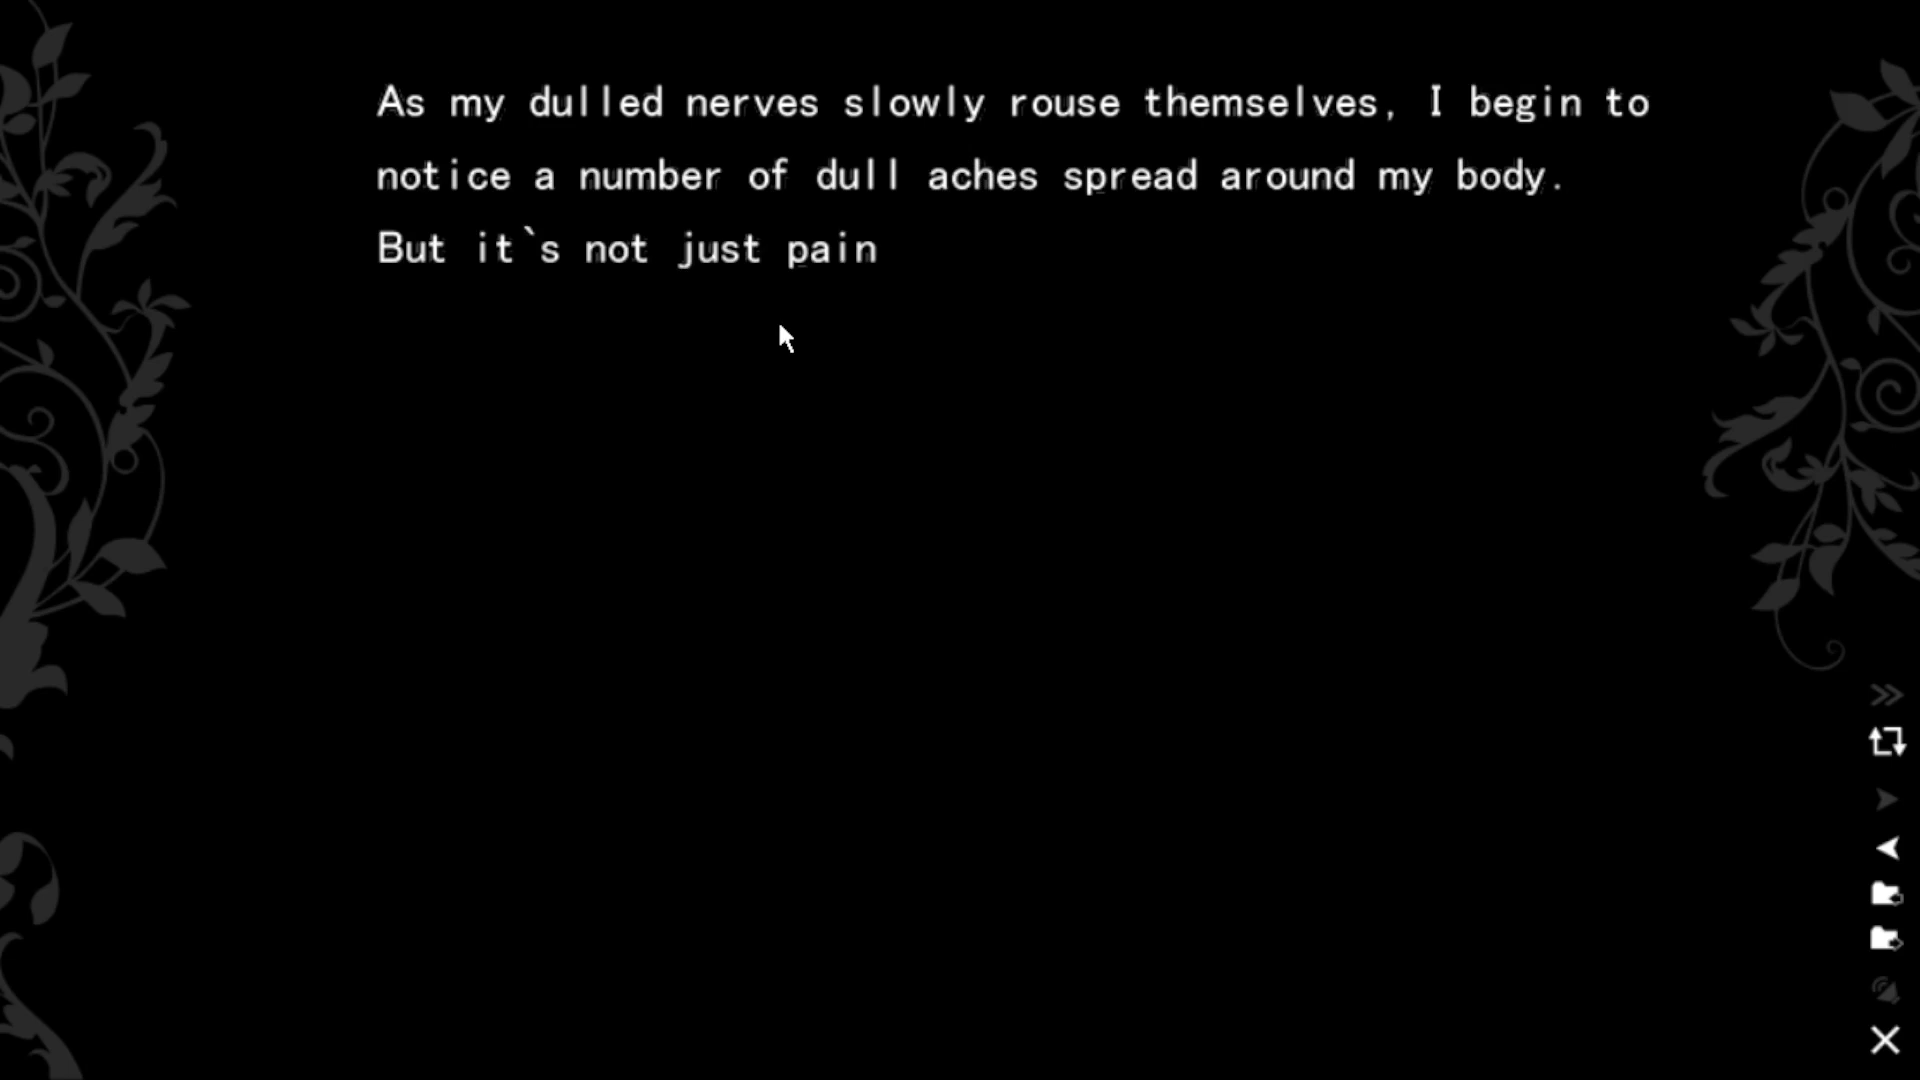 As my dulled nerves slowly rouse themselves, I begin to
notice a number of dull aches spread around my body.
But it`s not just pain